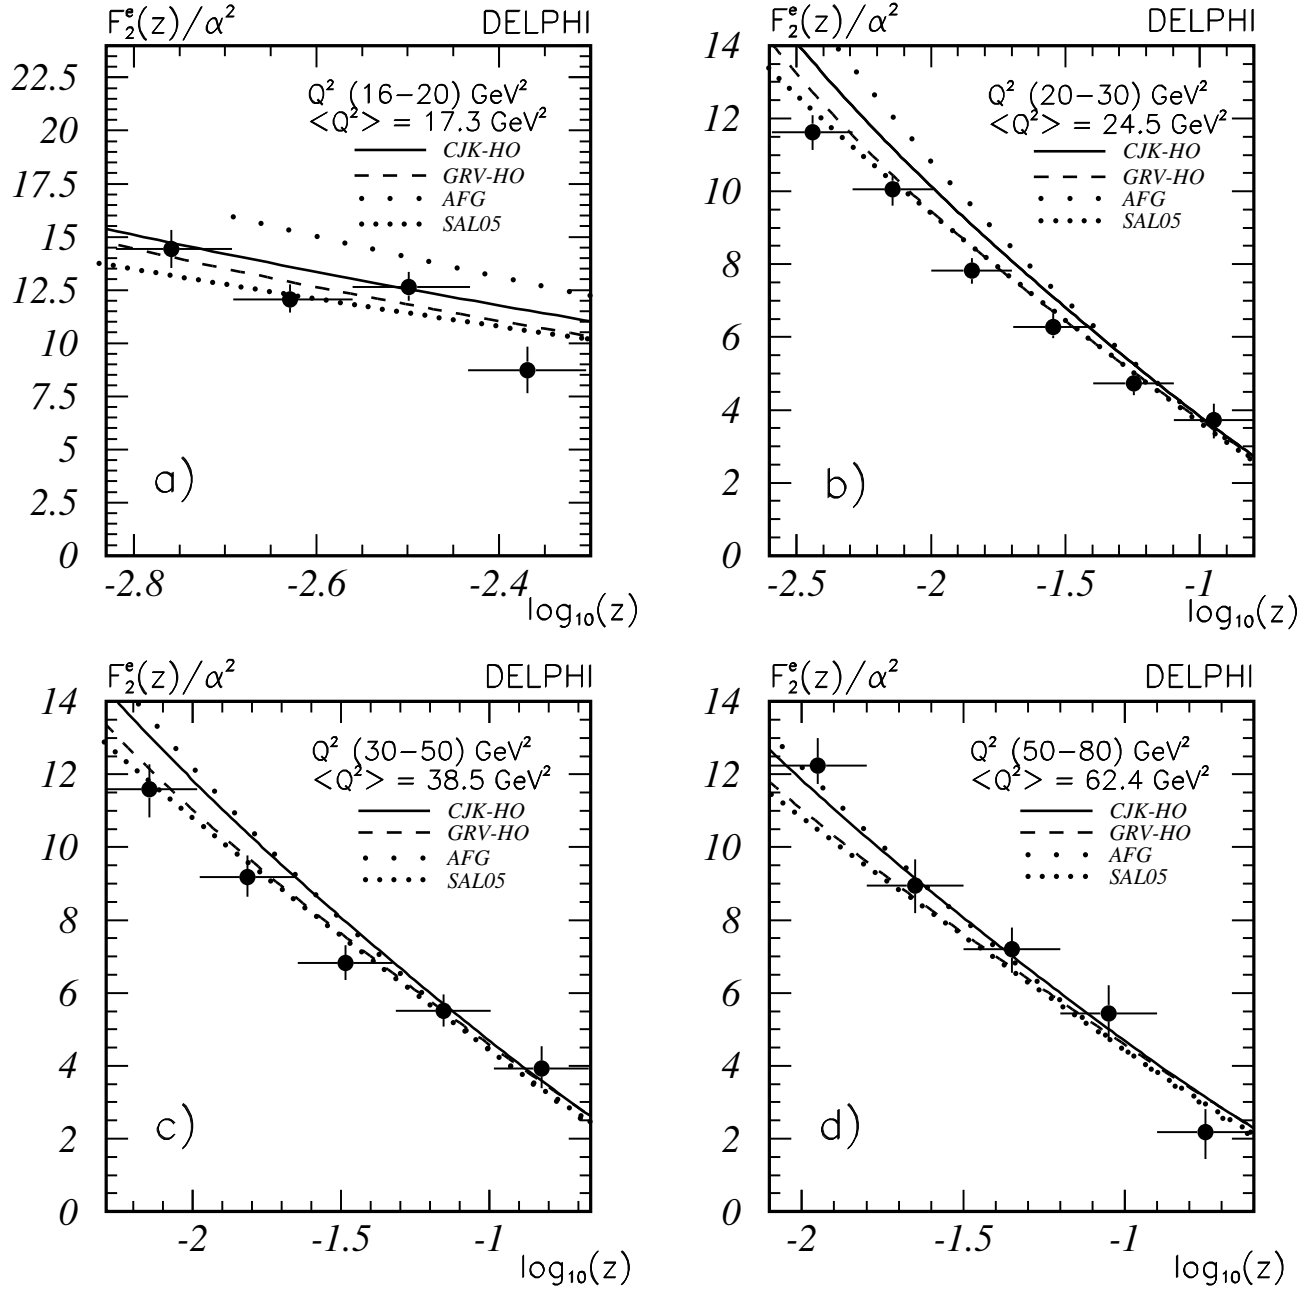 F₂ᵉ(z)/α² DELPHI
22.5
20
17.5
15
12.5
10
7.5
5
2.5
0
Q² (16–20) GeV²
<Q²> = 17.3 GeV²
CJK-HO
GRV-HO
AFG
SAL05
a)
-2.8 -2.6 -2.4
log₁₀(z)
F₂ᵉ(z)/α² DELPHI
14
12
10
8
6
4
2
0
Q² (20–30) GeV²
<Q²> = 24.5 GeV²
CJK-HO
GRV-HO
AFG
SAL05
b)
-2.5 -2 -1.5 -1
log₁₀(z)
F₂ᵉ(z)/α² DELPHI
14
12
10
8
6
4
2
0
Q² (30–50) GeV²
<Q²> = 38.5 GeV²
CJK-HO
GRV-HO
AFG
SAL05
c)
-2 -1.5 -1
log₁₀(z)
F₂ᵉ(z)/α² DELPHI
14
12
10
8
6
4
2
0
Q² (50–80) GeV²
<Q²> = 62.4 GeV²
CJK-HO
GRV-HO
AFG
SAL05
d)
-2 -1.5 -1
log₁₀(z)